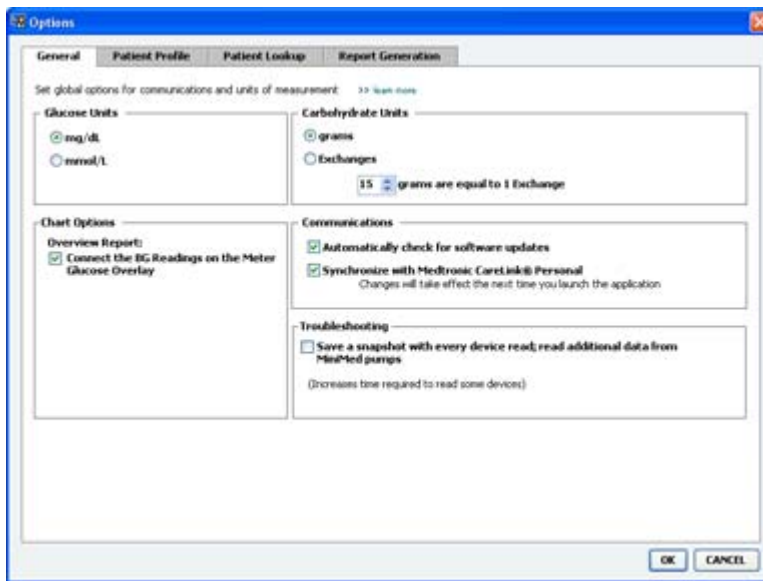 Options
General
Patient Profile
Patient Lookup
Report Generation
Set global options for communications and units of measurement >> learn more
Glucose Units
mg/dL
mmol/L
Carbohydrate Units
grams
Exchanges
15 grams are equal to 1 Exchange
Chart Options
Overview Report:
Connect the BG Readings on the Meter
Glucose Overlay
Communications
Automatically check for software updates
Synchronize with Medtronic CareLink® Personal
Changes will take effect the next time you launch the application
Troubleshooting
Save a snapshot with every device read; read additional data from
MiniMed pumps
(Increases time required to read some devices)
OK
CANCEL